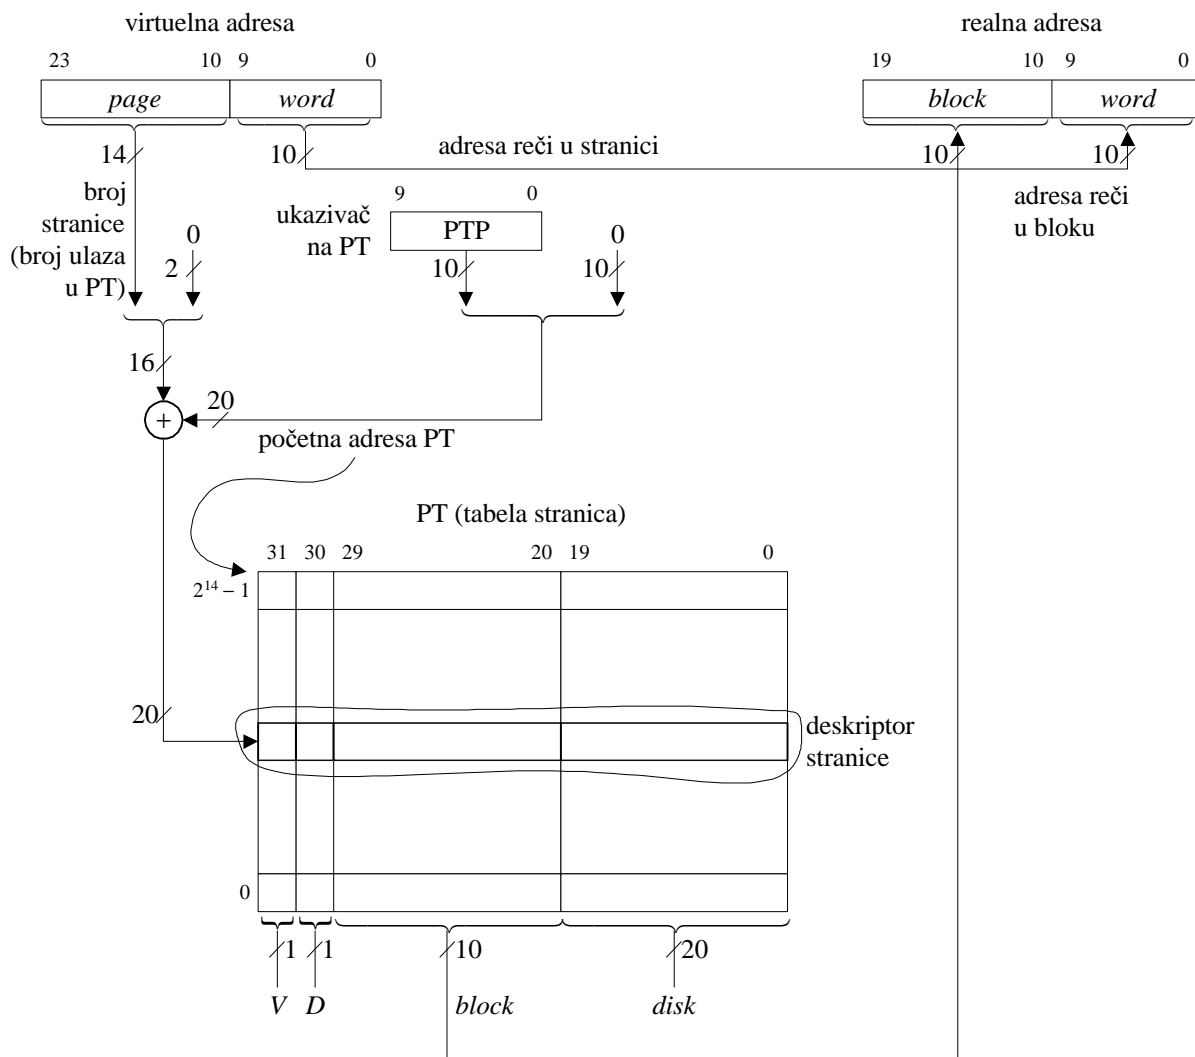 virtuelna adresa
realna adresa
23 10 9 0
19 10 9 0
page word
block word
14
10
adresa reči u stranici
10
10
broj
stranice
(broj ulaza
u PT)
0
2
ukazivač
na PT
9 0
PTP
10
0
10
adresa reči
u bloku
16
+
20
početna adresa PT
PT (tabela stranica)
31 30 29 20 19 0
2¹⁴ – 1
20
deskriptor
stranice
0
1 1 10 20
V D block disk